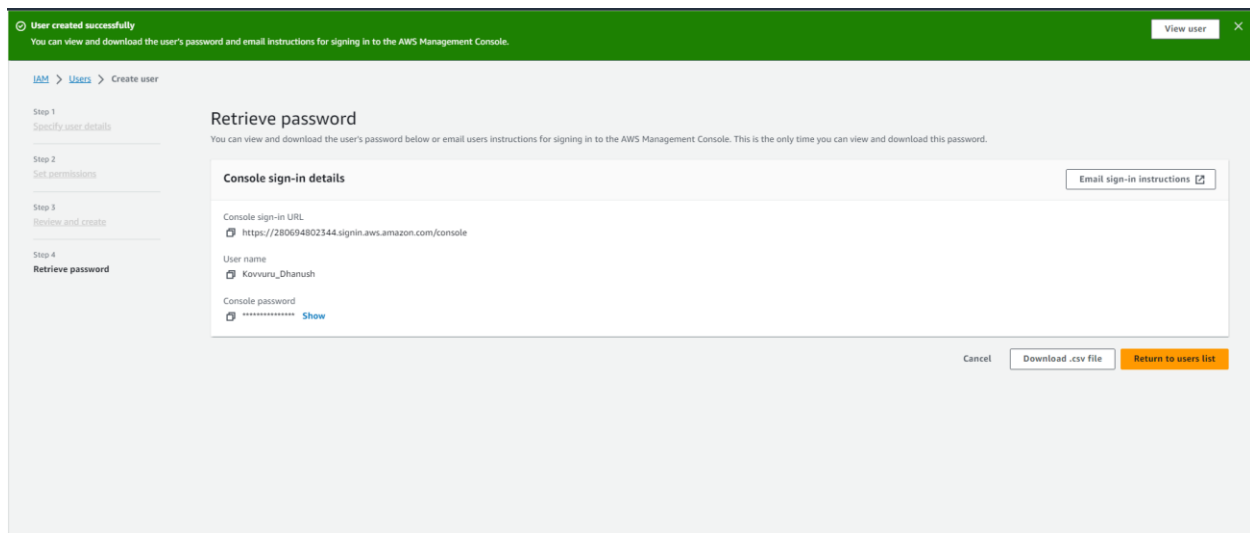 User created successfully
You can view and download the user's password and email instructions for signing in to the AWS Management Console.
View user
IAM > Users > Create user
Step 1
Specify user details
Step 2
Set permissions
Step 3
Review and create
Step 4
Retrieve password
Retrieve password
You can view and download the user's password below or email users instructions for signing in to the AWS Management Console. This is the only time you can view and download this password.
Console sign-in details
Email sign-in instructions
Console sign-in URL
https://280694802344.signin.aws.amazon.com/console
User name
Kovvuru_Dhanush
Console password
*************** Show
Cancel
Download .csv file
Return to users list